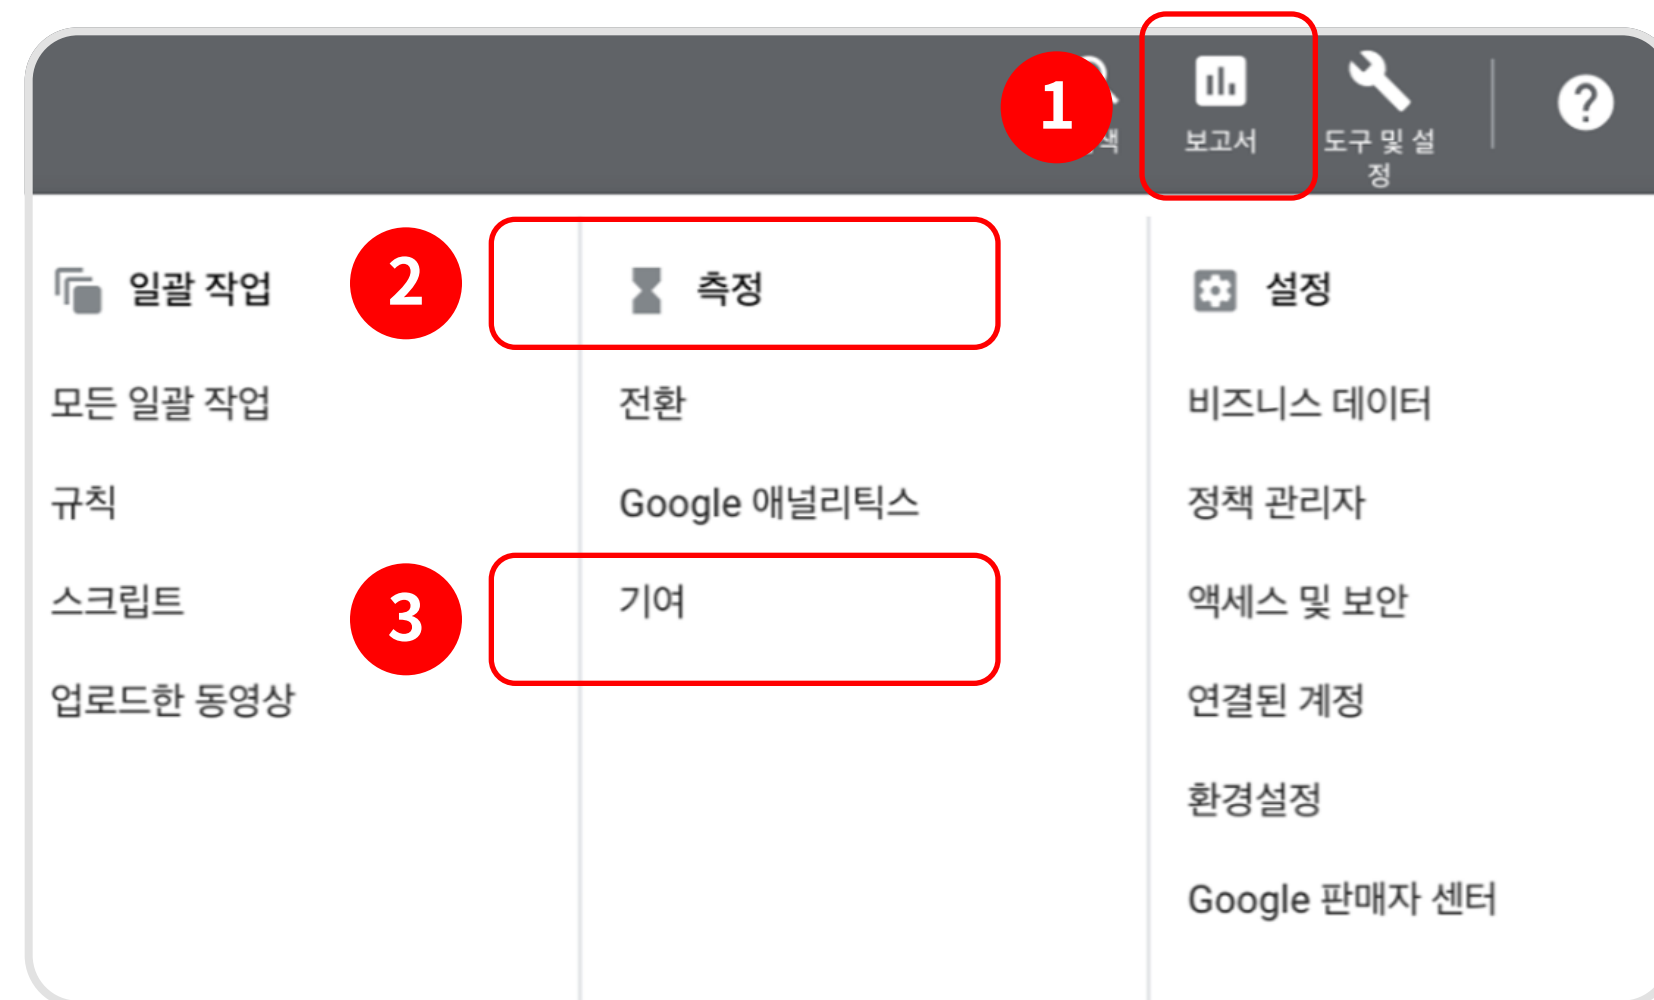 1
보고서
도구 및 설
정
2
일괄 작업
측정
설정
모든 일괄 작업
전환
비즈니스 데이터
규칙
Google 애널리틱스
정책 관리자
3
스크립트
기여
액세스 및 보안
업로드한 동영상
연결된 계정
환경설정
Google 판매자 센터